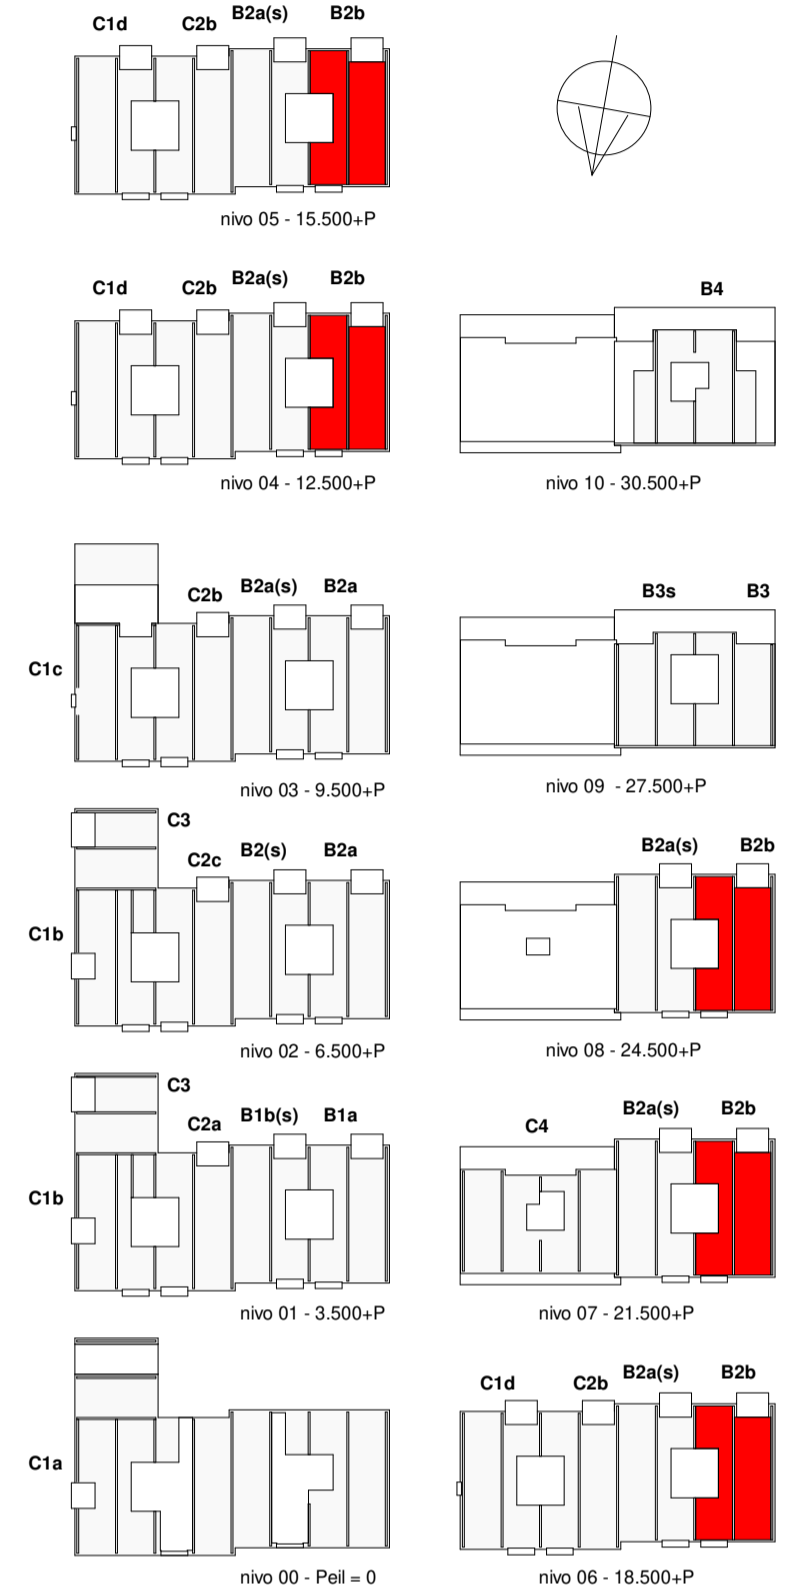 C1d C2b B2a(s) B2b
nivo 05 - 15.500+P
C1d C2b B2a(s) B2b
nivo 04 - 12.500+P
B4
nivo 10 - 30.500+P
C1c C2b B2a(s) B2a
nivo 03 - 9.500+P
B3s B3
nivo 09 - 27.500+P
C3
C1b C2c B2(s) B2a
nivo 02 - 6.500+P
B2a(s) B2b
nivo 08 - 24.500+P
C3
C1b C2a B1b(s) B1a
nivo 01 - 3.500+P
C4 B2a(s) B2b
nivo 07 - 21.500+P
C1a
nivo 00 - Peil = 0
C1d C2b B2a(s) B2b
nivo 06 - 18.500+P